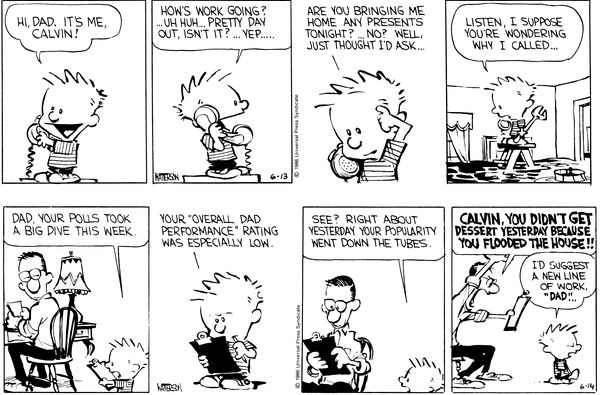 HI, DAD. IT'S ME,
CALVIN!
HOW'S WORK GOING?
...UH HUH... PRETTY DAY
OUT, ISN'T IT? ... YEP.....
ARE YOU BRINGING ME
HOME ANY PRESENTS
TONIGHT? ... NO? WELL,
JUST THOUGHT I'D ASK...
LISTEN, I SUPPOSE
YOU'RE WONDERING
WHY I CALLED...
WATTERSON
6-13
© 1986 Universal Press Syndicate
WATTERSON
DAD, YOUR POLLS TOOK
A BIG DIVE THIS WEEK.
YOUR "OVERALL DAD
PERFORMANCE" RATING
WAS ESPECIALLY LOW.
SEE? RIGHT ABOUT
YESTERDAY YOUR POPULARITY
WENT DOWN THE TUBES.
CALVIN, YOU DIDN'T GET
DESSERT YESTERDAY BECAUSE
YOU FLOODED THE HOUSE!!
I'D SUGGEST
A NEW LINE
OF WORK,
"DAD"...
WATTERSON
© 1986 Universal Press Syndicate
6-14